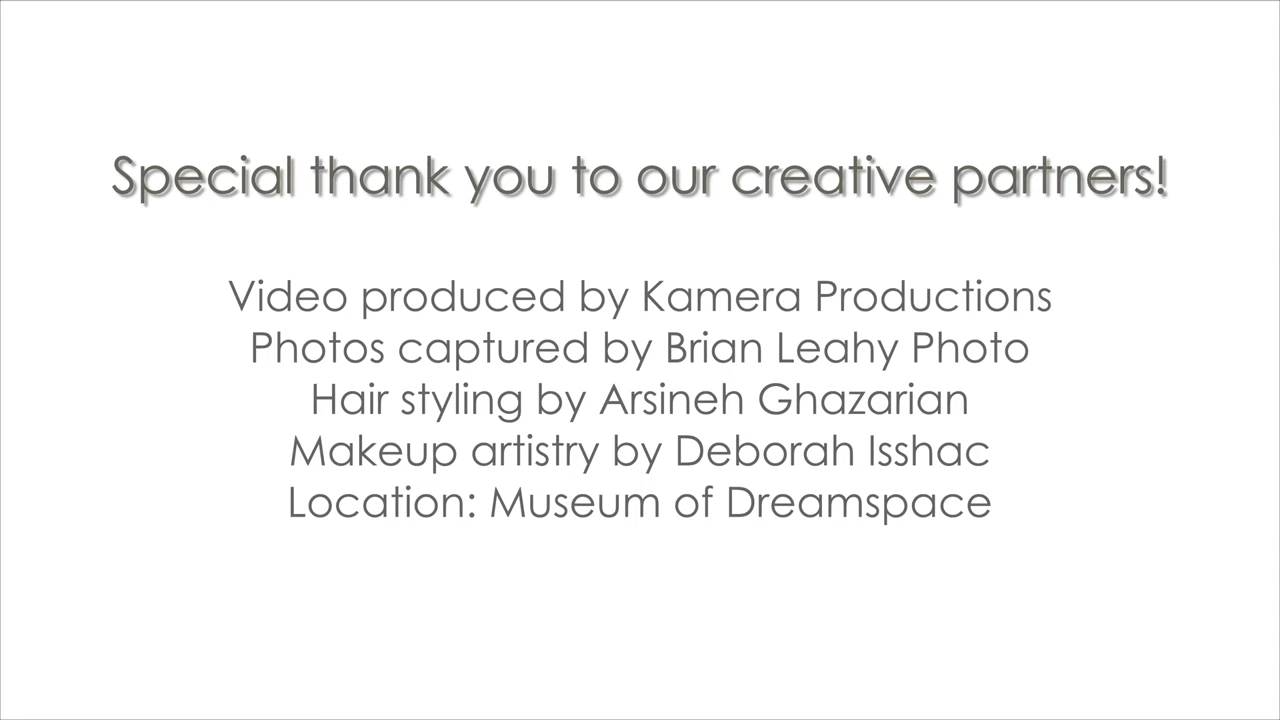 Special thank you to our creative partners!
Video produced by Kamera Productions
Photos captured by Brian Leahy Photo
Hair styling by Arsineh Ghazarian
Makeup artistry by Deborah Isshac
Location: Museum of Dreamspace